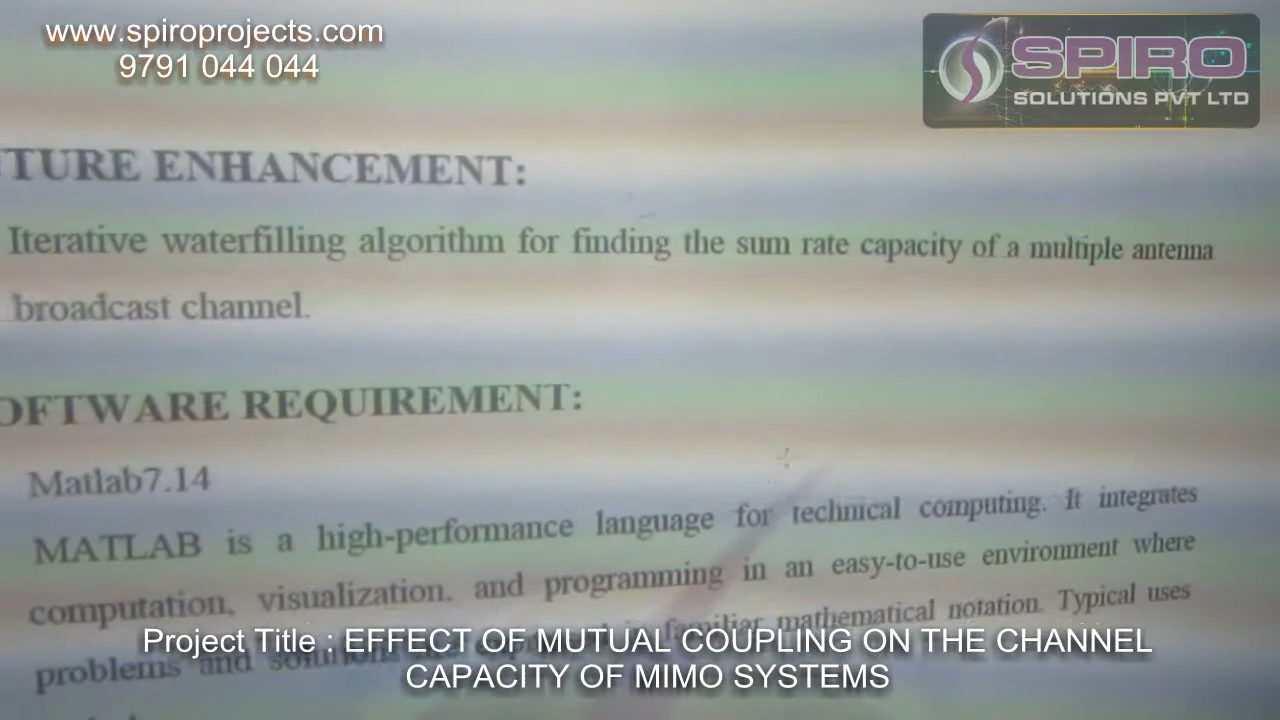 www.spiroprojects.com
9791 044 044
SPIRO
SOLUTIONS PVT LTD
TURE ENHANCEMENT:
Iterative waterfilling algorithm for finding the sum rate capacity of a multiple antenna
broadcast channel.
OFTWARE REQUIREMENT:
Matlab7.14
MATLAB is a high-performance language for technical computing. It integrates
computation, visualization, and programming in an easy-to-use environment where
problems and familiar mathematical notation. Typical uses
Project Title : EFFECT OF MUTUAL COUPLING ON THE CHANNEL
CAPACITY OF MIMO SYSTEMS